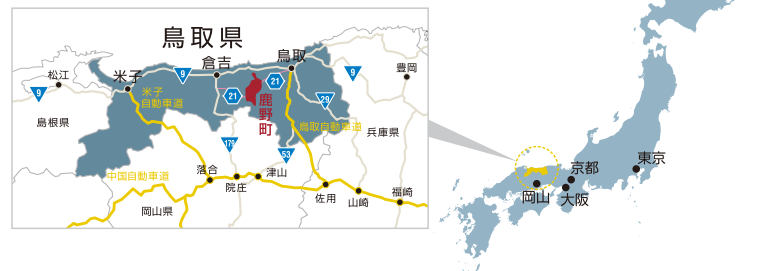 鳥取県
鳥取
倉吉
米子
松江
豊岡
9
9
9
21
21
29
179
53
米子
自動車道
鹿野町
鳥取自動車道
島根県
兵庫県
中国自動車道
落合
院庄
津山
佐用
山崎
福崎
岡山県
東京
京都
岡山
大阪